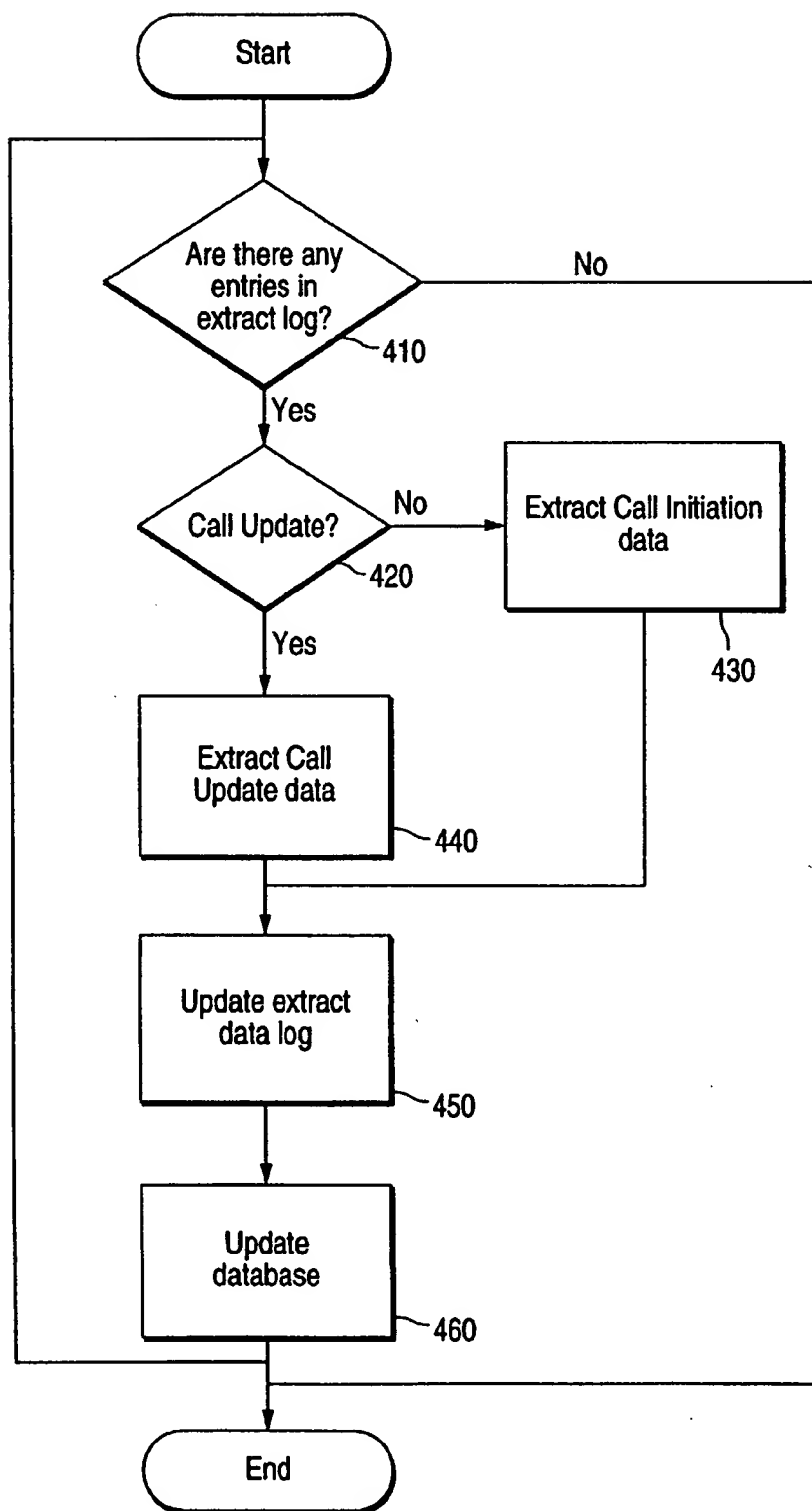 Start
Are there any
entries in
extract log?
No
410
Yes
Call Update?
No
420
Extract Call Initiation
data
430
Yes
Extract Call
Update data
440
Update extract
data log
450
Update
database
460
End